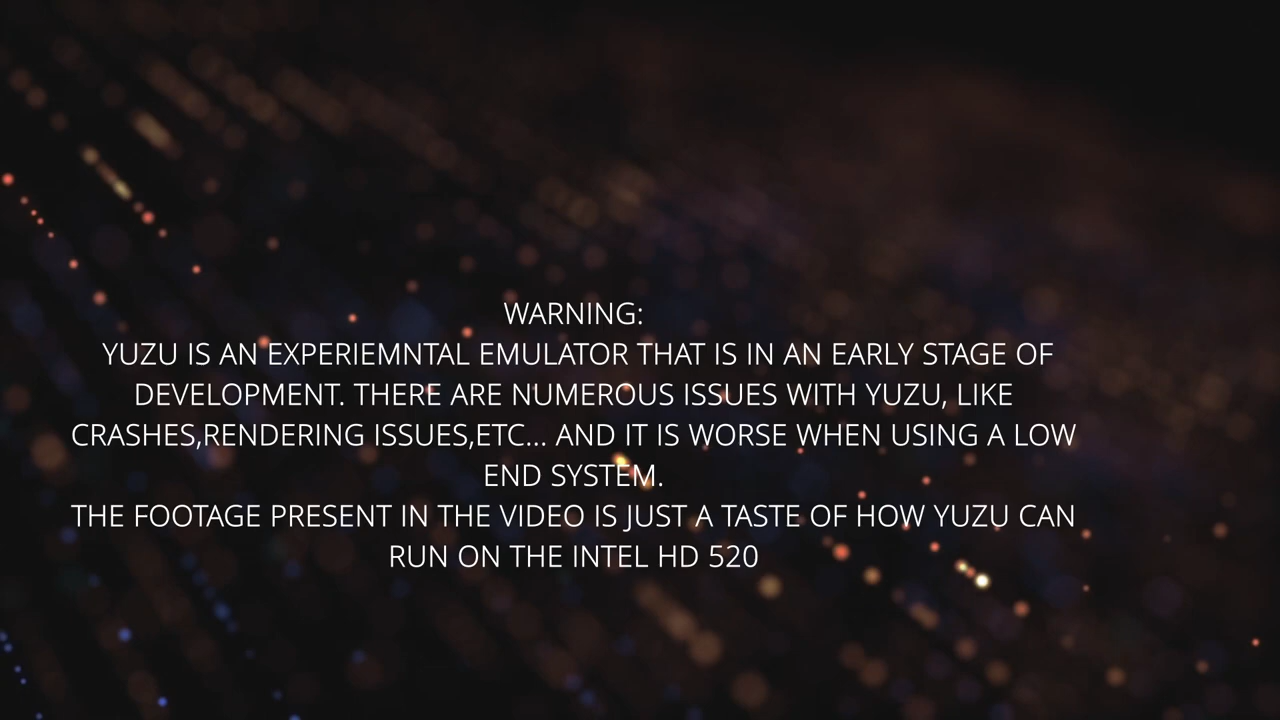 WARNING:
YUZU IS AN EXPERIEMNTAL EMULATOR THAT IS IN AN EARLY STAGE OF
DEVELOPMENT. THERE ARE NUMEROUS ISSUES WITH YUZU, LIKE
CRASHES,RENDERING ISSUES,ETC... AND IT IS WORSE WHEN USING A LOW
END SYSTEM.
THE FOOTAGE PRESENT IN THE VIDEO IS JUST A TASTE OF HOW YUZU CAN
RUN ON THE INTEL HD 520